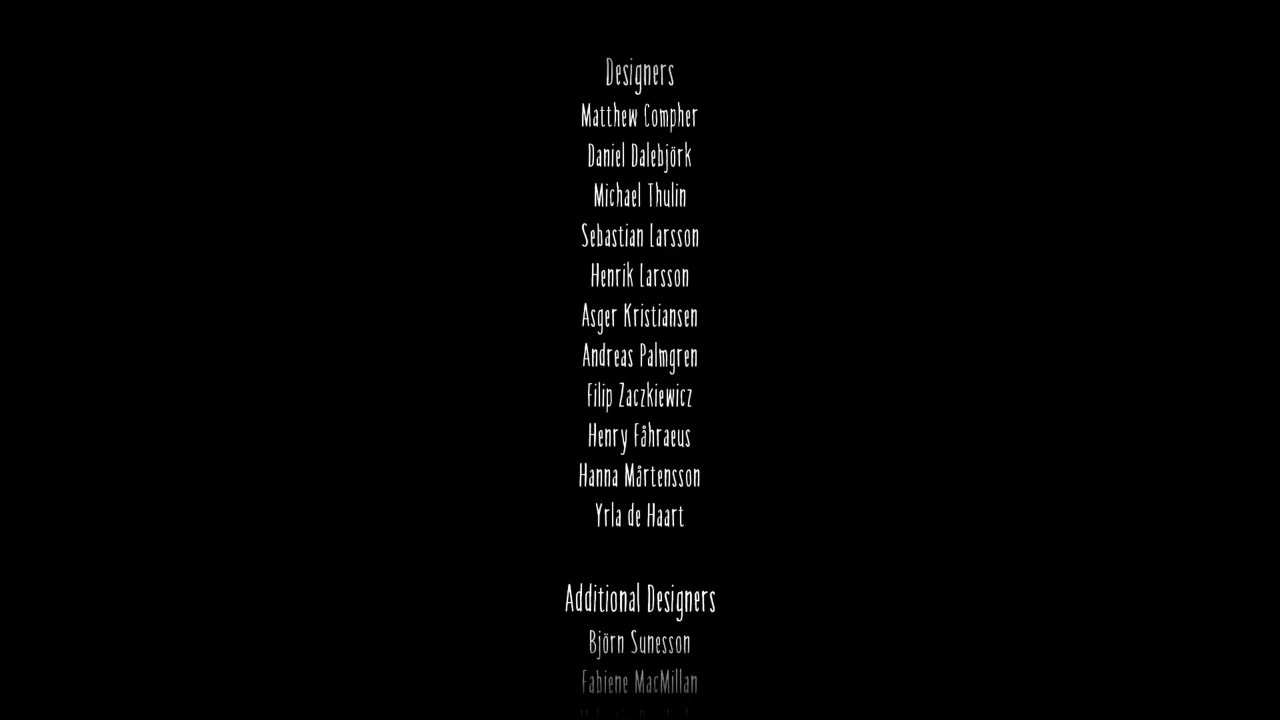 Designers
Matthew Compher
Daniel Dalebjörk
Michael Thulin
Sebastian Larsson
Henrik Larsson
Asger Kristiansen
Andreas Palmgren
Filip Zaczkiewicz
Henry Fåhraeus
Hanna Mårtensson
Yrla de Haart
Additional Designers
Björn Sunesson
Fabiene MacMillan